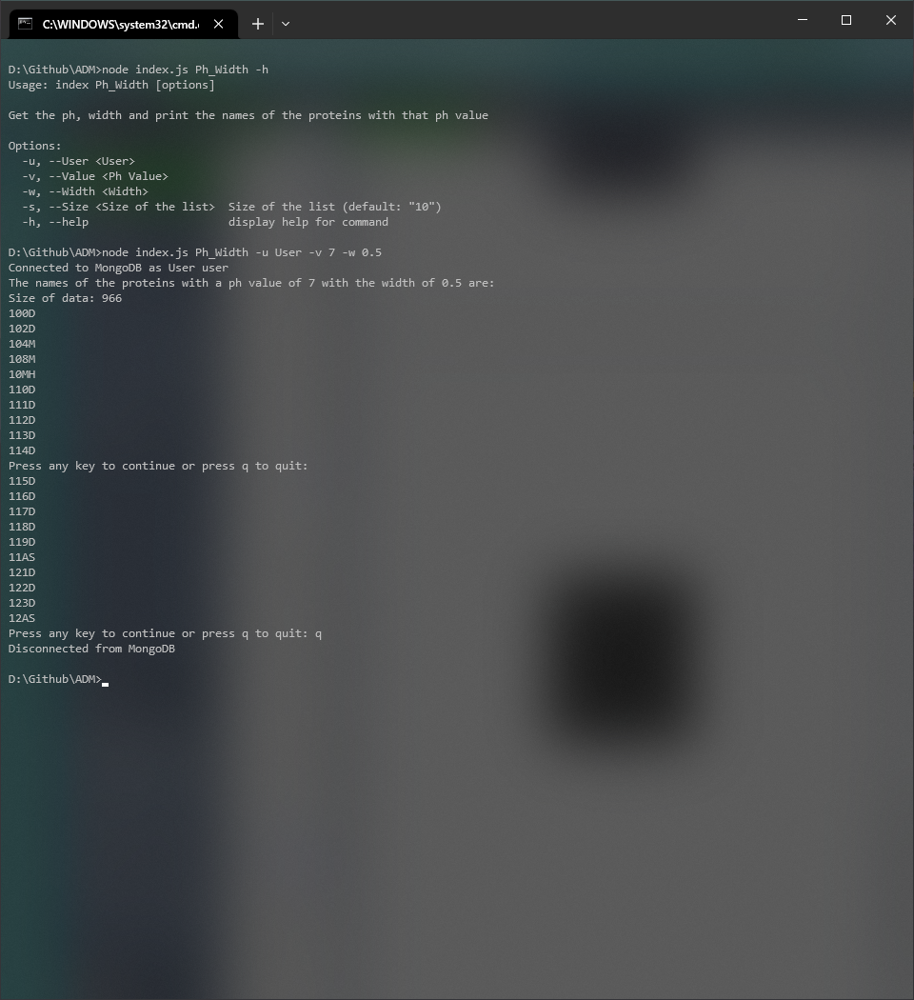 C:\WINDOWS\system32\cmd.
D:\Github\ADM>node index.js Ph_Width -h
Usage: index Ph_Width [options]
Get the ph, width and print the names of the proteins with that ph value
Options:
-u, --User <User>
-v, --Value <Ph Value>
-w, --Width <Width>
-s, --Size <Size of the list>  Size of the list (default: "10")
-h, --help                     display help for command
D:\Github\ADM>node index.js Ph_Width -u User -v 7 -w 0.5
Connected to MongoDB as User user
The names of the proteins with a ph value of 7 with the width of 0.5 are:
Size of data: 966
100D
102D
104M
108M
10MH
110D
111D
112D
113D
114D
Press any key to continue or press q to quit:
115D
116D
117D
118D
119D
11AS
121D
122D
123D
12AS
Press any key to continue or press q to quit: q
Disconnected from MongoDB
D:\Github\ADM>